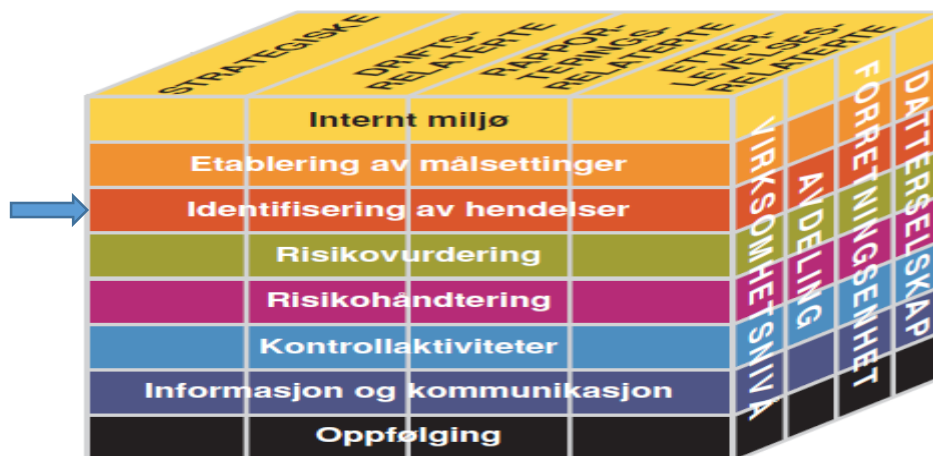 STRATEGISKE
DRIFTS-
RELATERTE
RAPPOR-
TERINGS-
RELATERTE
ETTER-
LEVELSES-
RELATERTE
Internt miljø
Etablering av målsettinger
Identifisering av hendelser
Risikovurdering
Risikohåndtering
Kontrollaktiviteter
Informasjon og kommunikasjon
Oppfølging
VIRKSOMHETSNIVÅ
AVDELING
FORRETNINGSENHET
DATTERSELSKAP